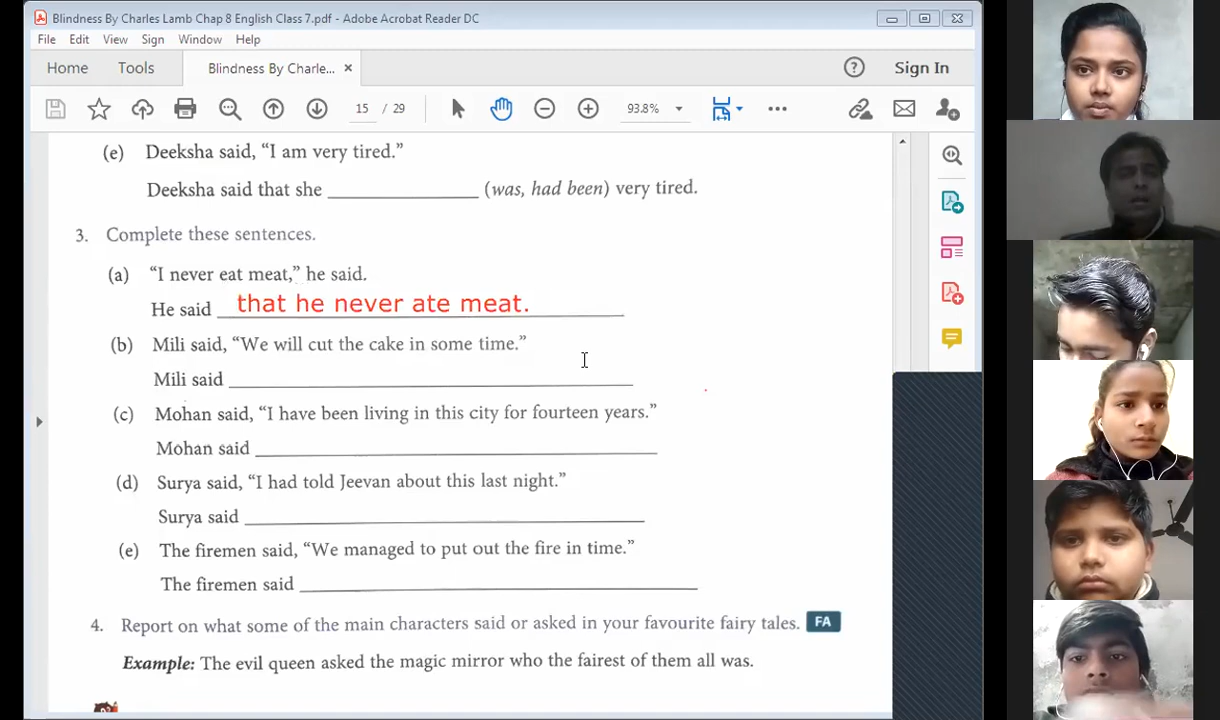 Blindness By Charles Lamb Chap 8 English Class 7.pdf - Adobe Acrobat Reader DC
File Edit View Sign Window Help
Home Tools Blindness By Charle... × Sign In
15 / 29 93.8%
(e) Deeksha said, “I am very tired.”
Deeksha said that she ____________ (was, had been) very tired.
3. Complete these sentences.
(a) “I never eat meat,” he said.
He said that he never ate meat.
(b) Mili said, “We will cut the cake in some time.”
Mili said ____________
(c) Mohan said, “I have been living in this city for fourteen years.”
Mohan said ____________
(d) Surya said, “I had told Jeevan about this last night.”
Surya said ____________
(e) The firemen said, “We managed to put out the fire in time.”
The firemen said ____________
4. Report on what some of the main characters said or asked in your favourite fairy tales. FA
Example: The evil queen asked the magic mirror who the fairest of them all was.